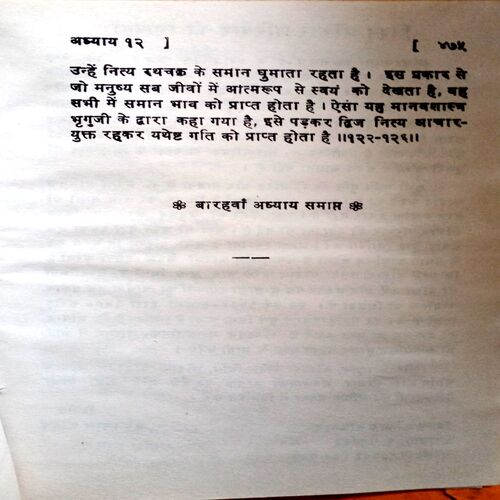 अध्याय १२ ] [ ४७५
उन्हें नित्य रथचक्र के समान घुमाता रहता है। इस प्रकार से
जो मनुष्य सब जीवों में आत्मरूप से स्वयं को देखता है, वह
सभी में समान भाव को प्राप्त होता है। ऐसा यह मानवशास्त्र
भृगुजी के द्वारा कहा गया है, इसे पड़कर द्विज नित्य आचार-
युक्त रहकर यथेष्ट गति को प्राप्त होता है ॥१२२-१२६॥
❀ बारहवाँ अध्याय समाप्त ❀